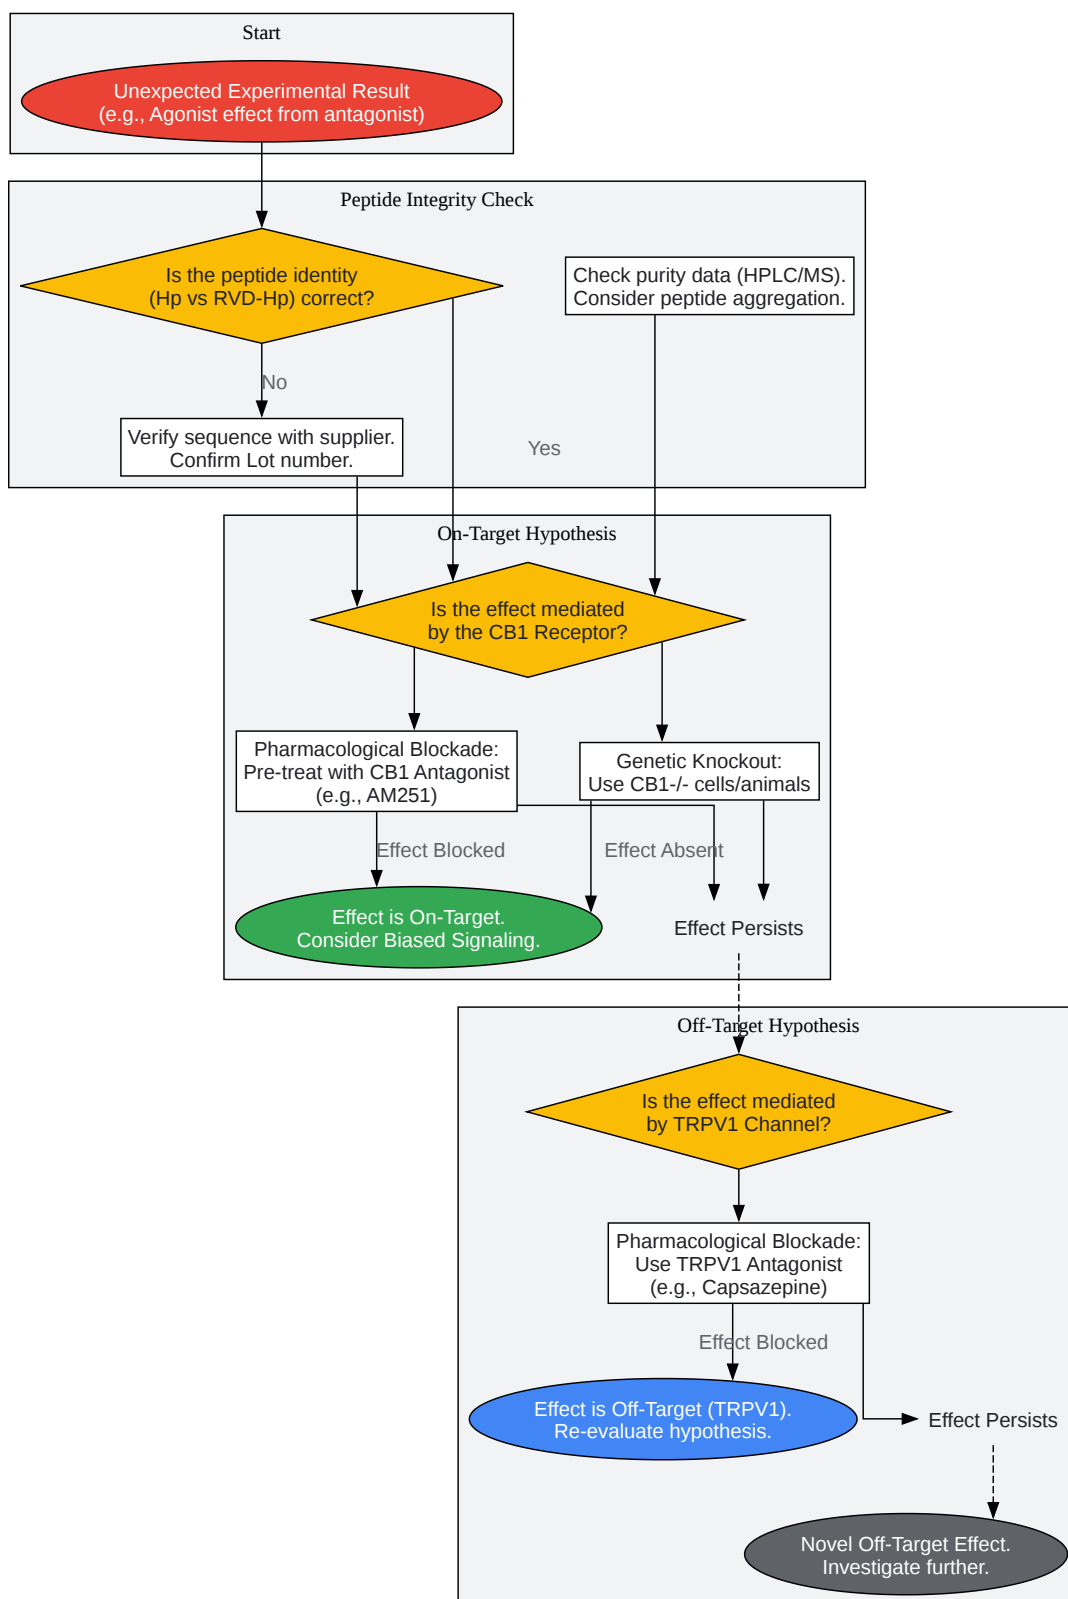 Start
Unexpected Experimental Result
(e.g., Agonist effect from antagonist)
Peptide Integrity Check
Is the peptide identity
(Hp vs RVD-Hp) correct?
Check purity data (HPLC/MS).
Consider peptide aggregation.
No
Verify sequence with supplier.
Confirm Lot number.
Yes
On-Target Hypothesis
Is the effect mediated
by the CB1 Receptor?
Pharmacological Blockade:
Pre-treat with CB1 Antagonist
(e.g., AM251)
Genetic Knockout:
Use CB1-/- cells/animals
Effect Blocked
Effect Absent
Effect is On-Target.
Consider Biased Signaling.
Effect Persists
Off-Target Hypothesis
Is the effect mediated
by TRPV1 Channel?
Pharmacological Blockade:
Use TRPV1 Antagonist
(e.g., Capsazepine)
Effect Blocked
Effect is Off-Target (TRPV1).
Re-evaluate hypothesis.
Effect Persists
Novel Off-Target Effect.
Investigate further.